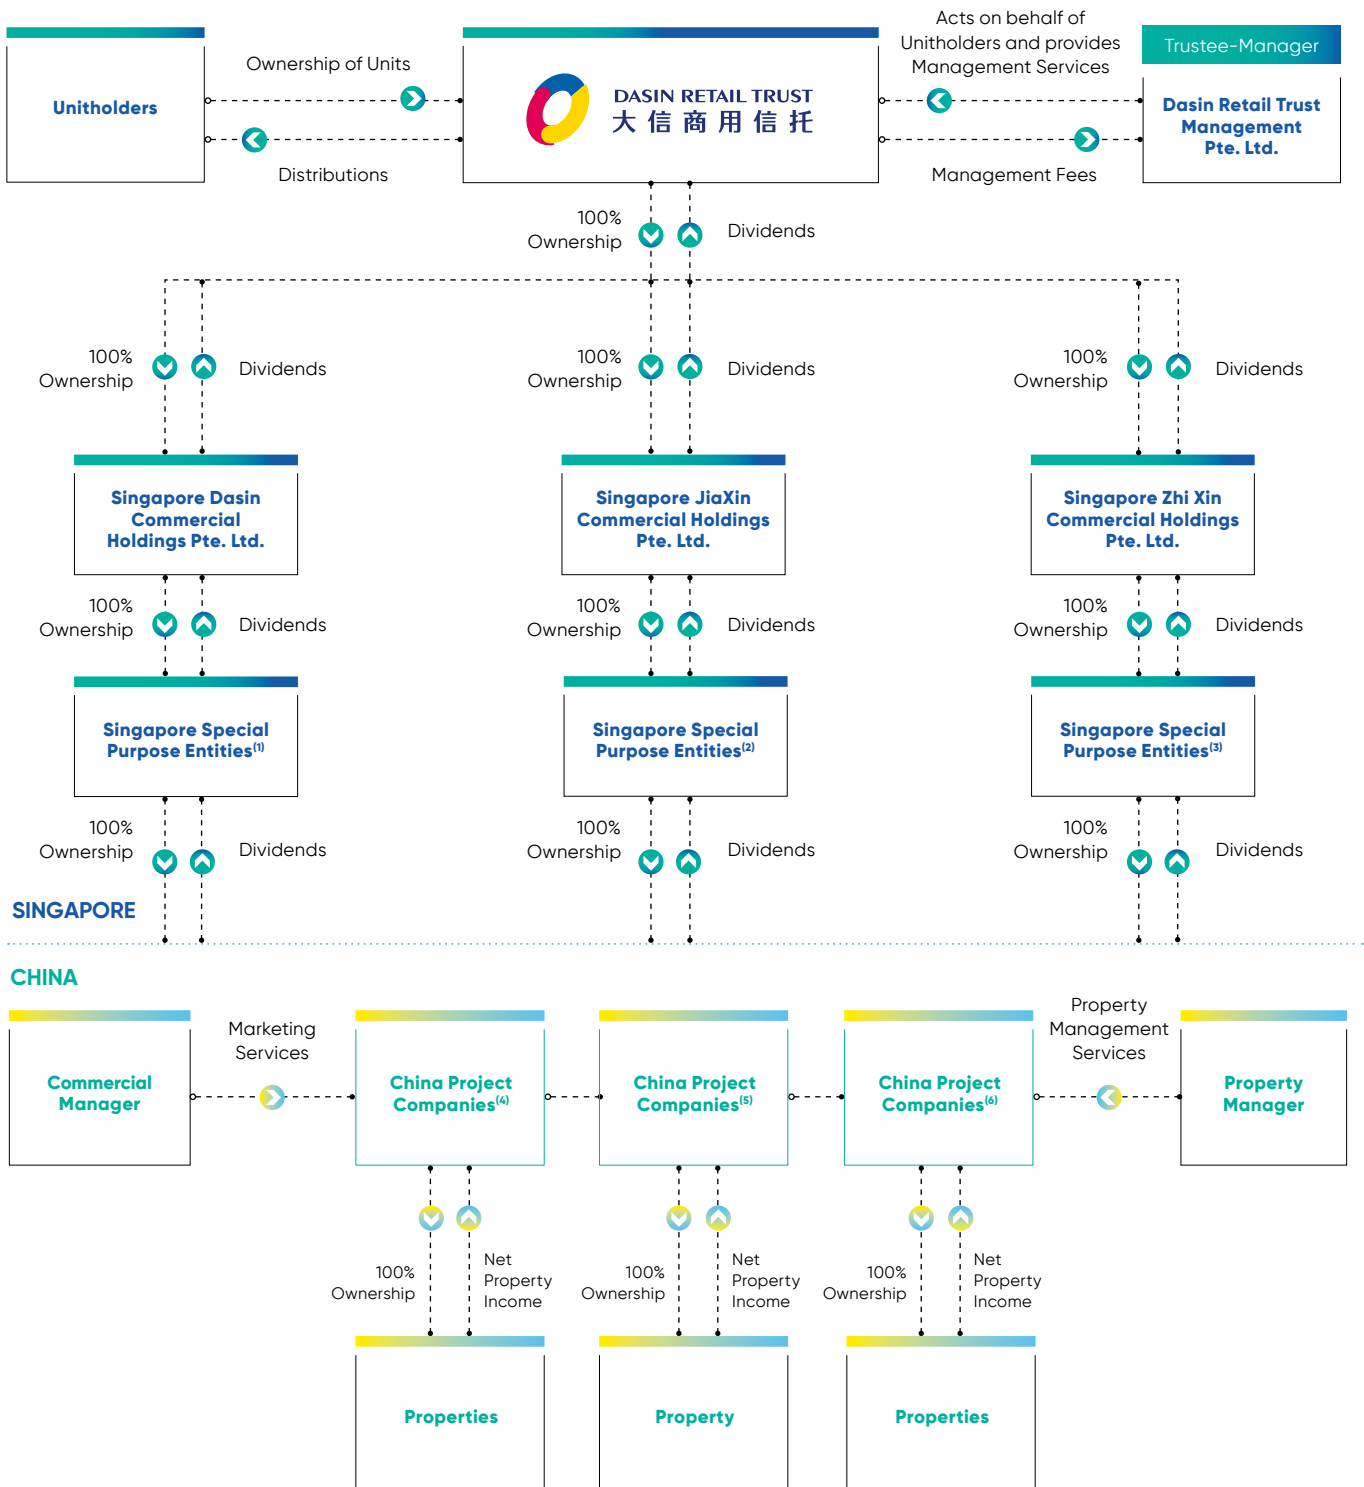 Unitholders
Ownership of Units
Distributions
DASIN RETAIL TRUST
大信商用信托
Acts on behalf of
Unitholders and provides
Management Services
Management Fees
Trustee-Manager
Dasin Retail Trust
Management
Pte. Ltd.
100%
Ownership
Dividends
100%
Ownership
Dividends
100%
Ownership
Dividends
100%
Ownership
Dividends
Singapore Dasin
Commercial
Holdings Pte. Ltd.
Singapore JiaXin
Commercial Holdings
Pte. Ltd.
Singapore Zhi Xin
Commercial Holdings
Pte. Ltd.
100%
Ownership
Dividends
100%
Ownership
Dividends
100%
Ownership
Dividends
Singapore Special
Purpose Entities(1)
Singapore Special
Purpose Entities(2)
Singapore Special
Purpose Entities(3)
100%
Ownership
Dividends
100%
Ownership
Dividends
100%
Ownership
Dividends
SINGAPORE
CHINA
Commercial
Manager
Marketing
Services
China Project
Companies(4)
China Project
Companies(5)
China Project
Companies(6)
Property
Management
Services
Property
Manager
100%
Ownership
Net
Property
Income
100%
Ownership
Net
Property
Income
100%
Ownership
Net
Property
Income
Properties
Property
Properties